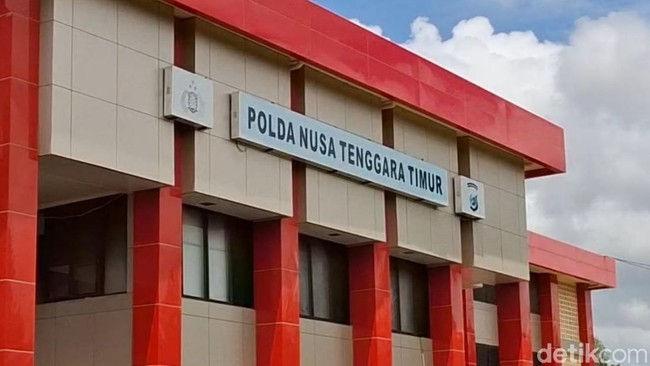 POLDA NUSA TENGGARA TIMUR
detikcom